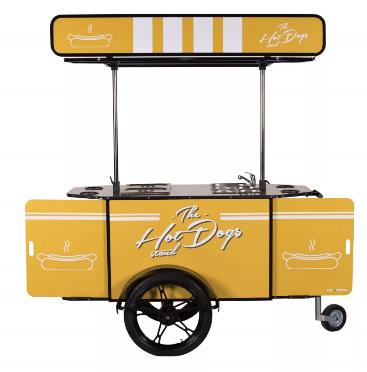 The
Hot Dogs
stand
- The -
Hot Dogs
stand